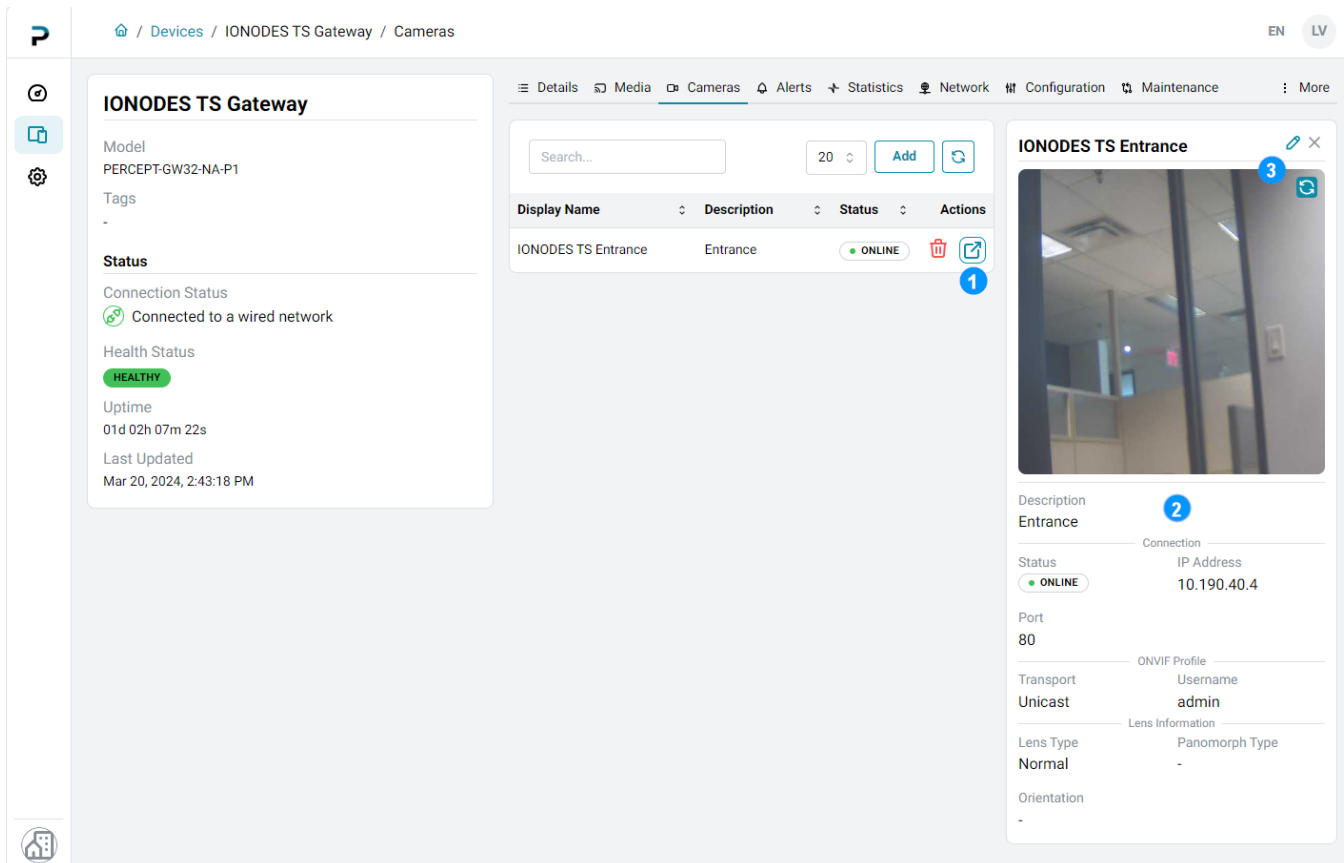 / Devices / IONODES TS Gateway / Cameras
EN LV
IONODES TS Gateway
Model
PERCEPT-GW32-NA-P1
Tags
-
Status
Connection Status
Connected to a wired network
Health Status
HEALTHY
Uptime
01d 02h 07m 22s
Last Updated
Mar 20, 2024, 2:43:18 PM
Details Media Cameras Alerts Statistics Network Configuration Maintenance More
Search...
20 Add
Display Name Description Status Actions
IONODES TS Entrance Entrance ONLINE
1
IONODES TS Entrance
3
Description
Entrance
2
Connection
Status IP Address
ONLINE 10.190.40.4
Port
80
ONVIF Profile
Transport Username
Unicast admin
Lens Information
Lens Type Panomorph Type
Normal -
Orientation
-